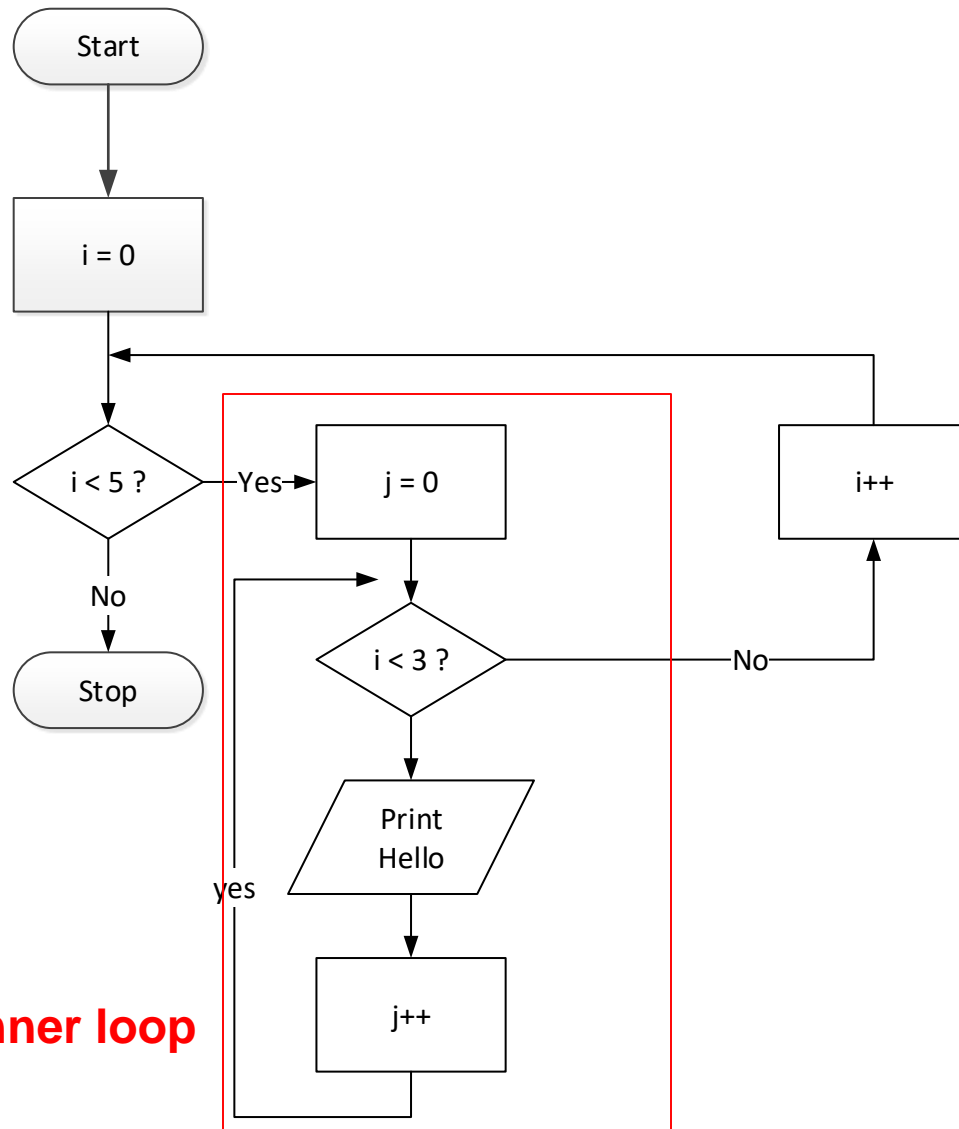 Start
i = 0
i < 5 ?
Yes
j = 0
i++
No
Stop
i < 3 ?
No
Print
Hello
yes
j++
nner loop